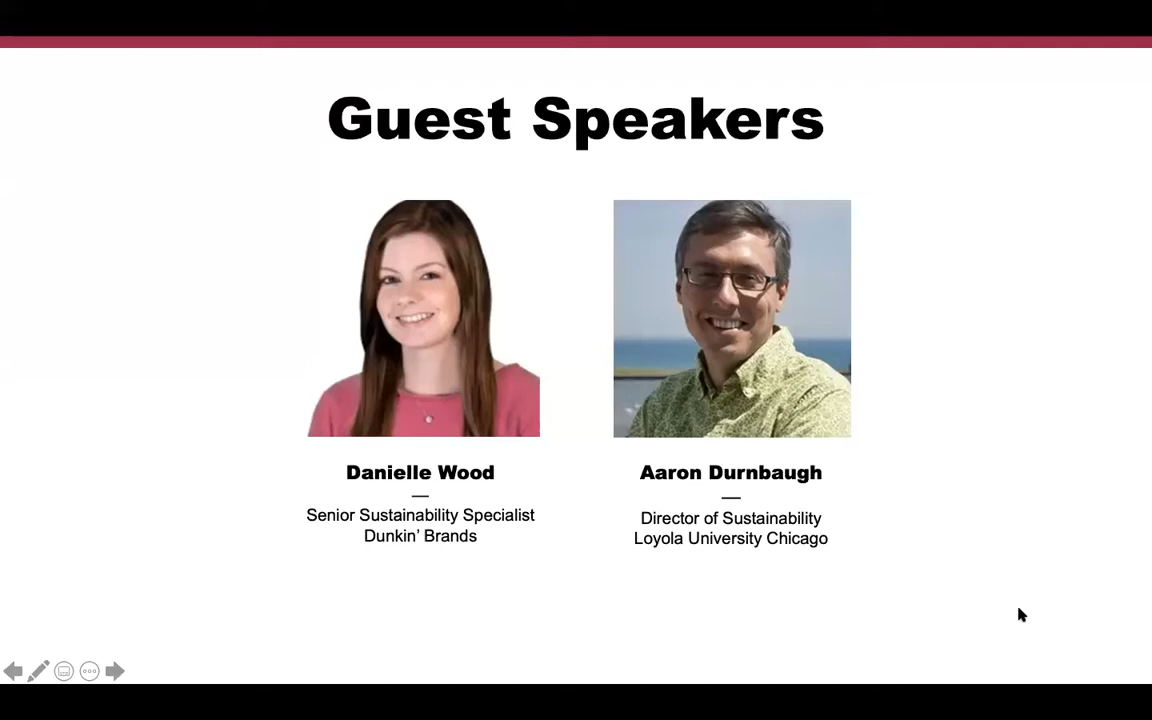 Guest Speakers
Danielle Wood
Senior Sustainability Specialist
Dunkin’ Brands
Aaron Durnbaugh
Director of Sustainability
Loyola University Chicago